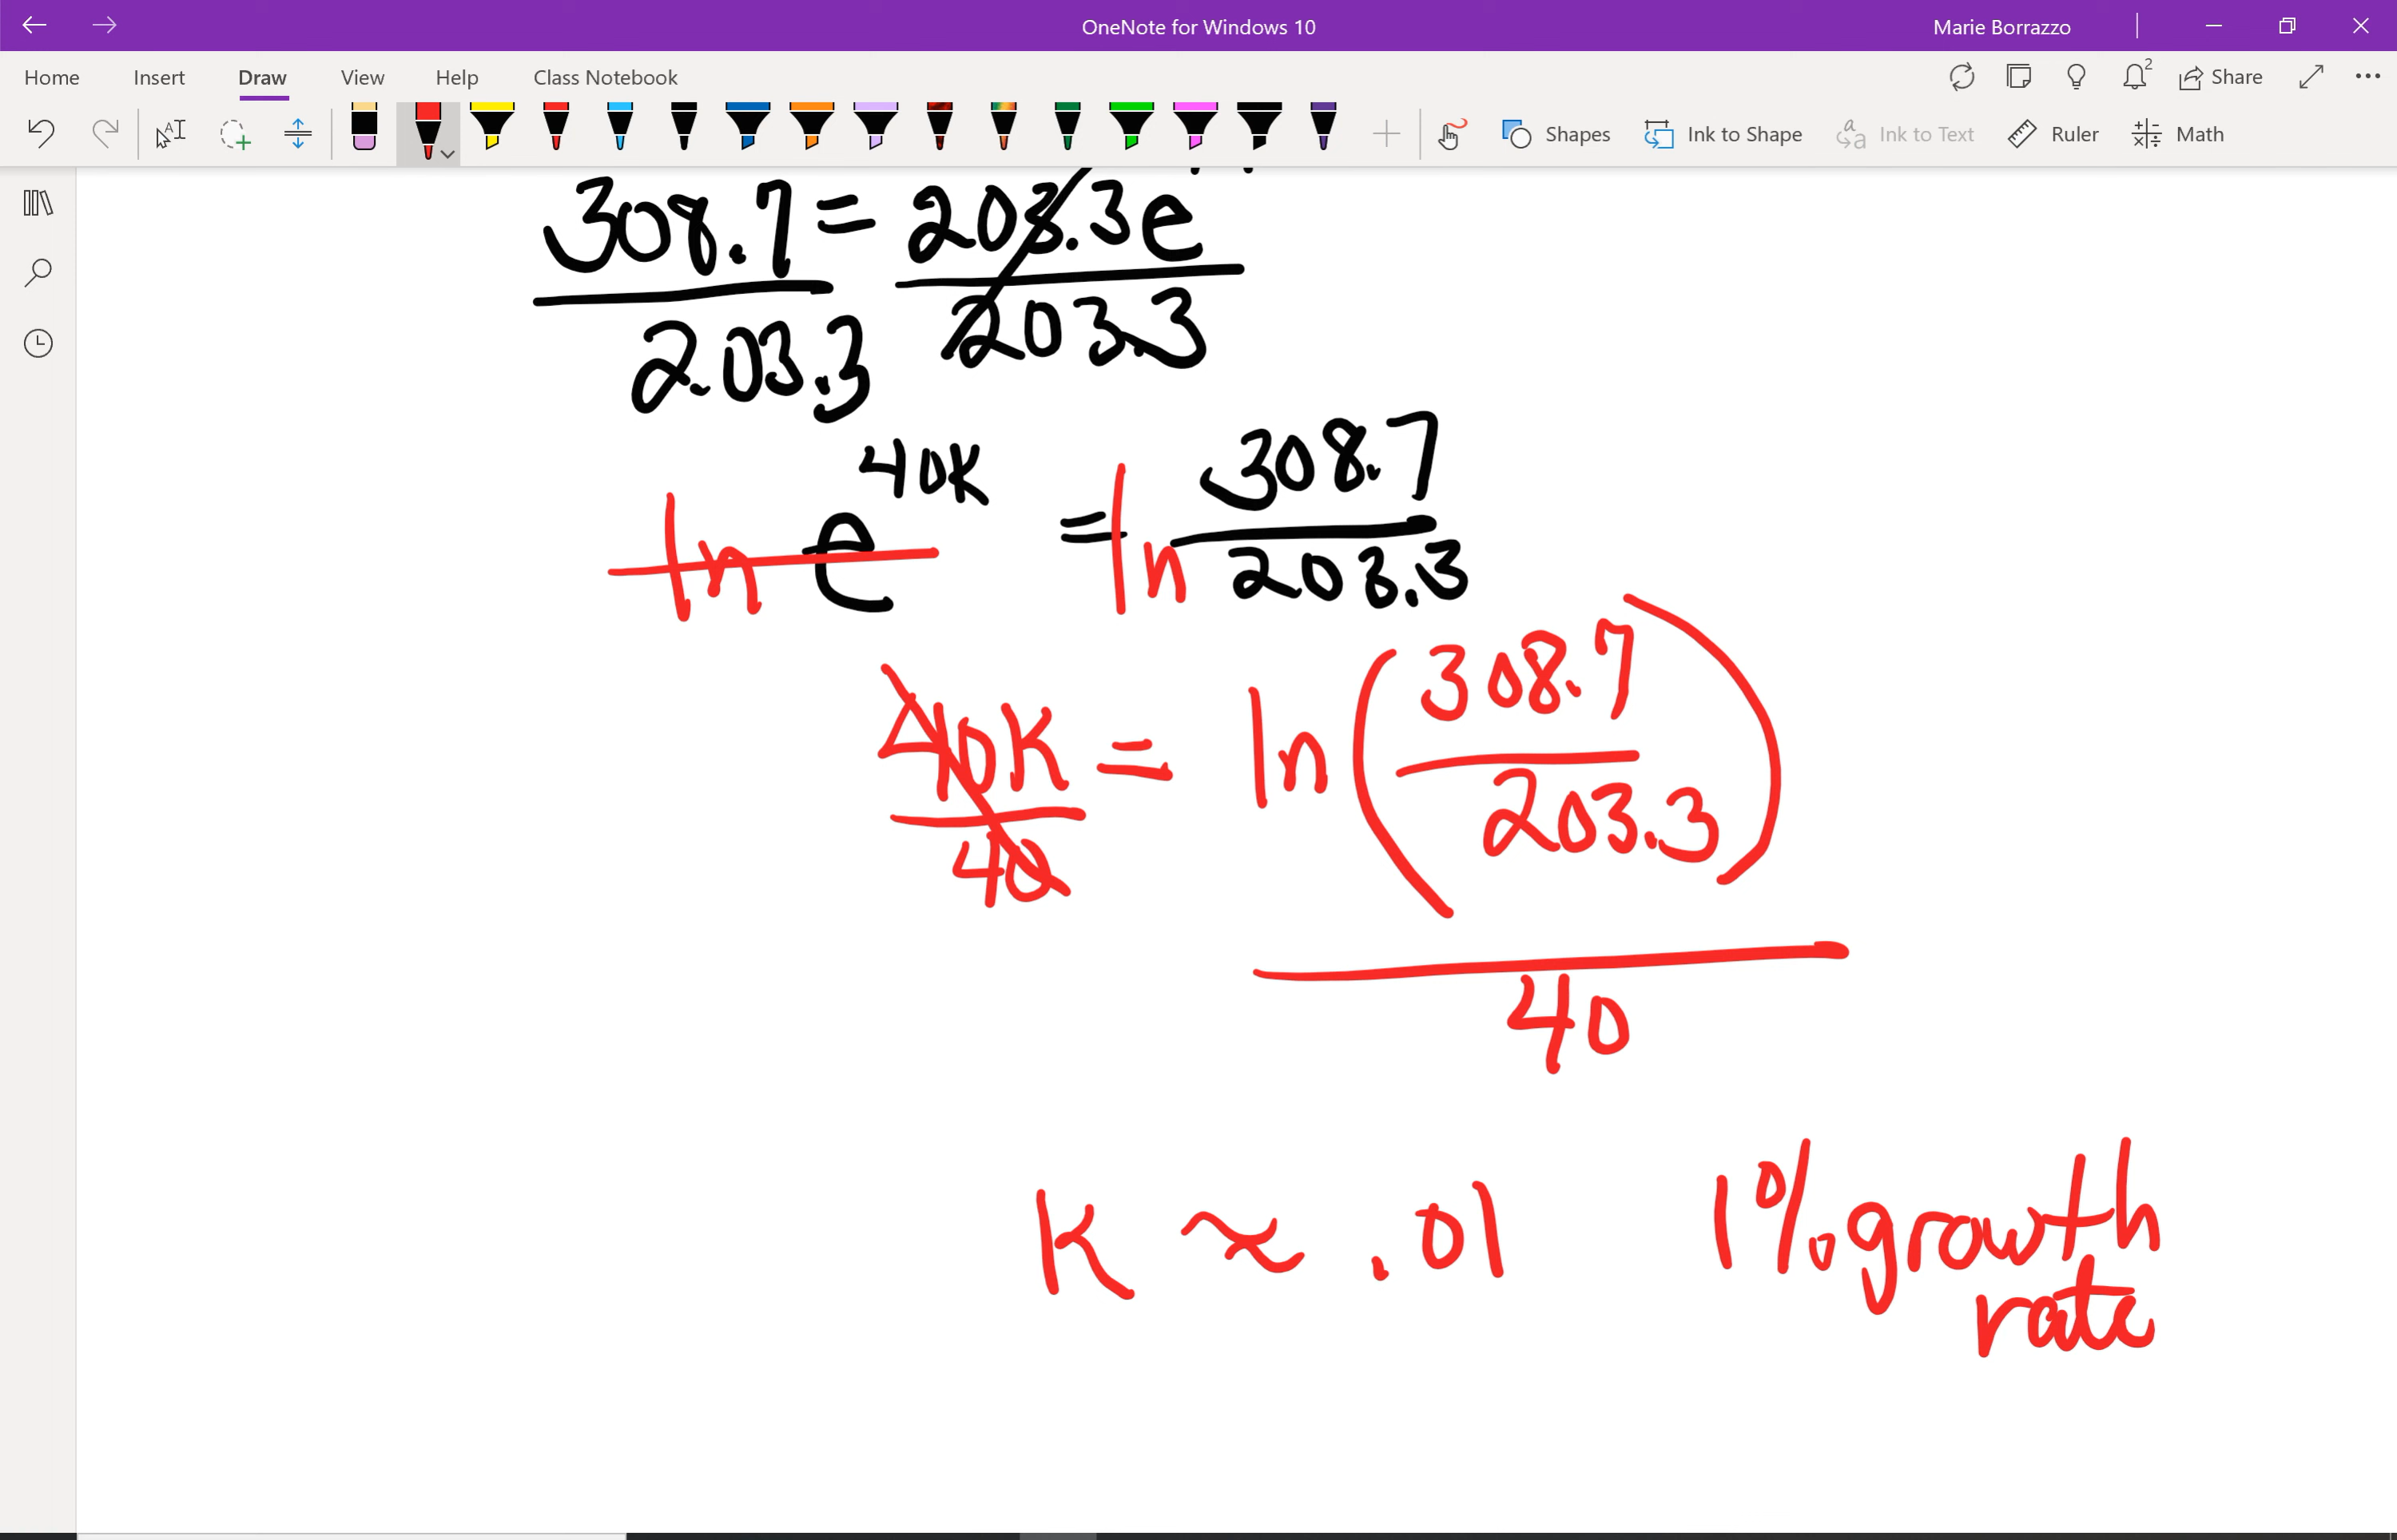 OneNote for Windows 10 Marie Borrazzo
Home Insert Draw View Help Class Notebook 2 Share
Shapes Ink to Shape Ink to Text Ruler Math
308.7 = 203.3e
203.3 203.3
40K 308.7
ln e = ln
203.3
40K = ln(308.7
40 203.3)
40
K ≈ .01 1% growth
rate